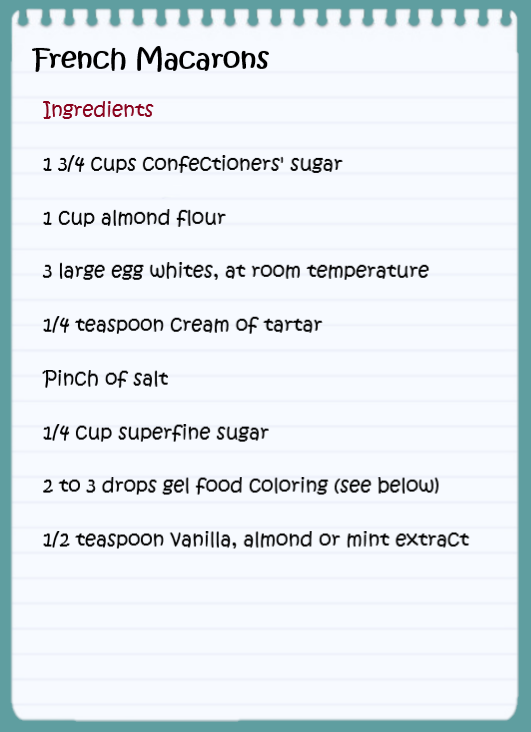 French Macarons
Ingredients
1 3/4 cups confectioners' sugar
1 cup almond flour
3 large egg whites, at room temperature
1/4 teaspoon cream of tartar
Pinch of salt
1/4 cup superfine sugar
2 to 3 drops gel food coloring (see below)
1/2 teaspoon vanilla, almond or mint extract